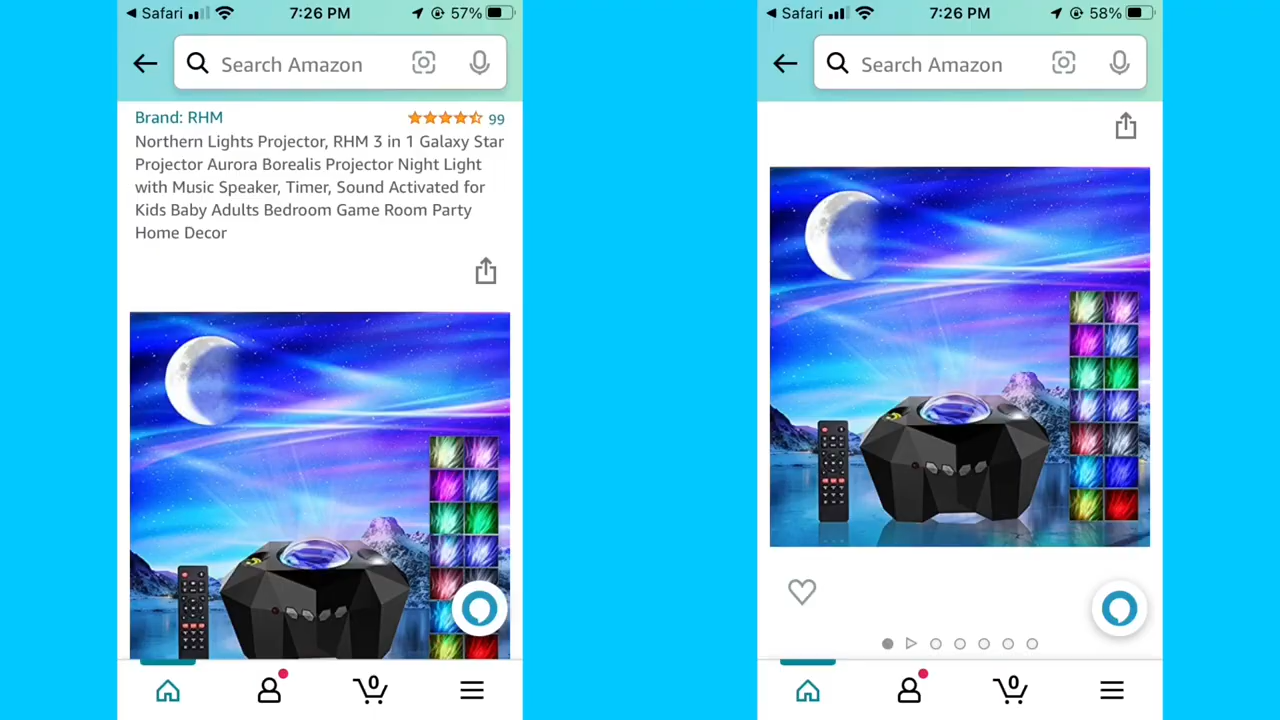 Safari
7:26 PM
57%
Search Amazon
Brand: RHM
99
Northern Lights Projector, RHM 3 in 1 Galaxy Star
Projector Aurora Borealis Projector Night Light
with Music Speaker, Timer, Sound Activated for
Kids Baby Adults Bedroom Game Room Party
Home Decor
0
Safari
7:26 PM
58%
Search Amazon
0